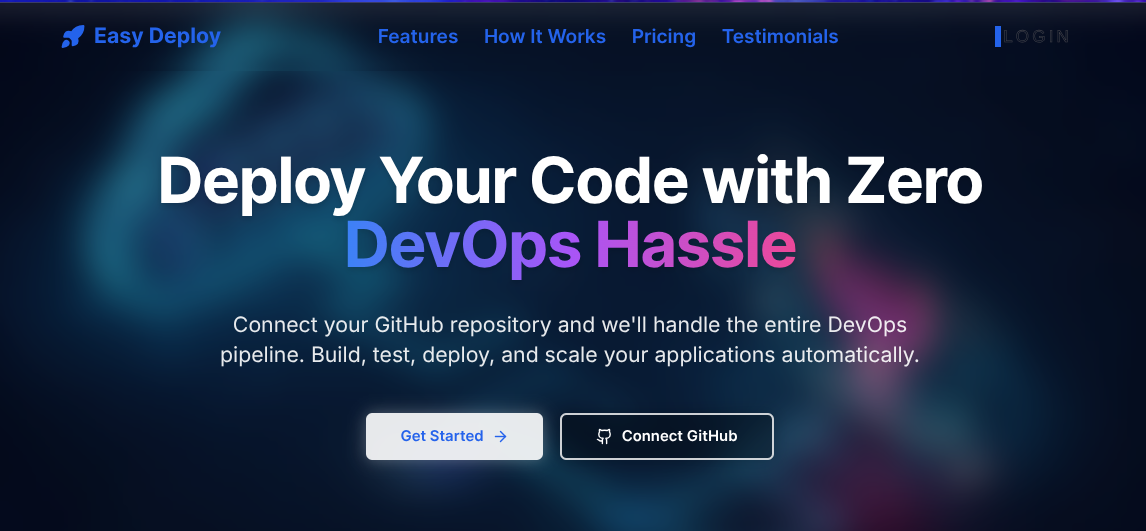 Easy Deploy
Features
How It Works
Pricing
Testimonials
LOGIN
Deploy Your Code with Zero
DevOps Hassle
Connect your GitHub repository and we'll handle the entire DevOps
pipeline. Build, test, deploy, and scale your applications automatically.
Get Started
Connect GitHub